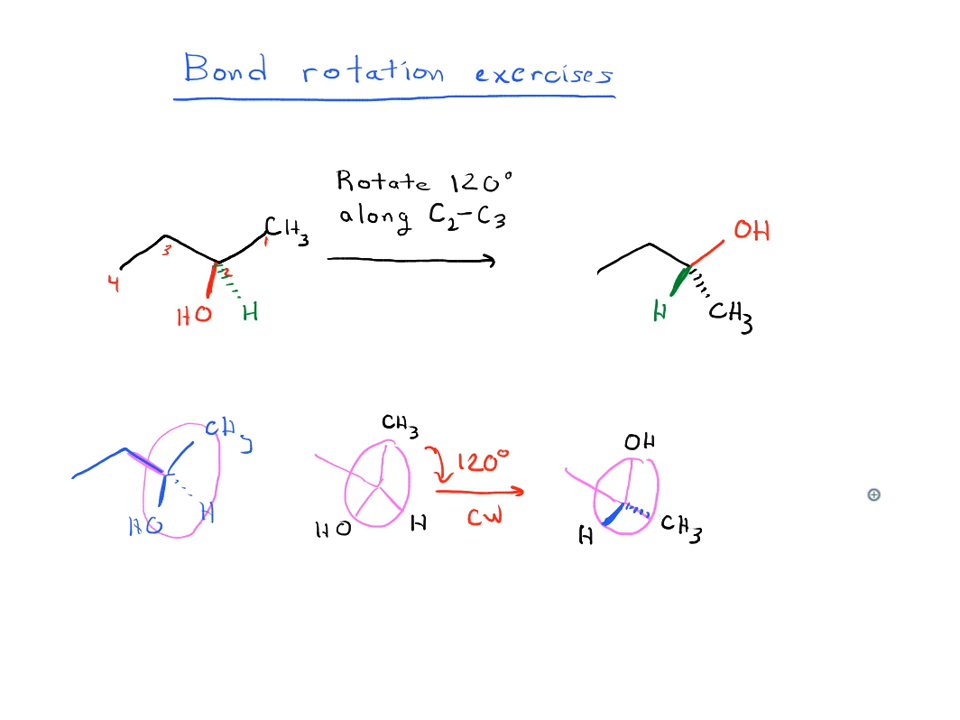 Bond rotation exercises
Rotate 120°
along C₂-C₃
CH₃
1
3
2
4
HO
H
OH
H
CH₃
CH₃
HO
H
CH₃
HO
H
120°
CW
OH
H
CH₃